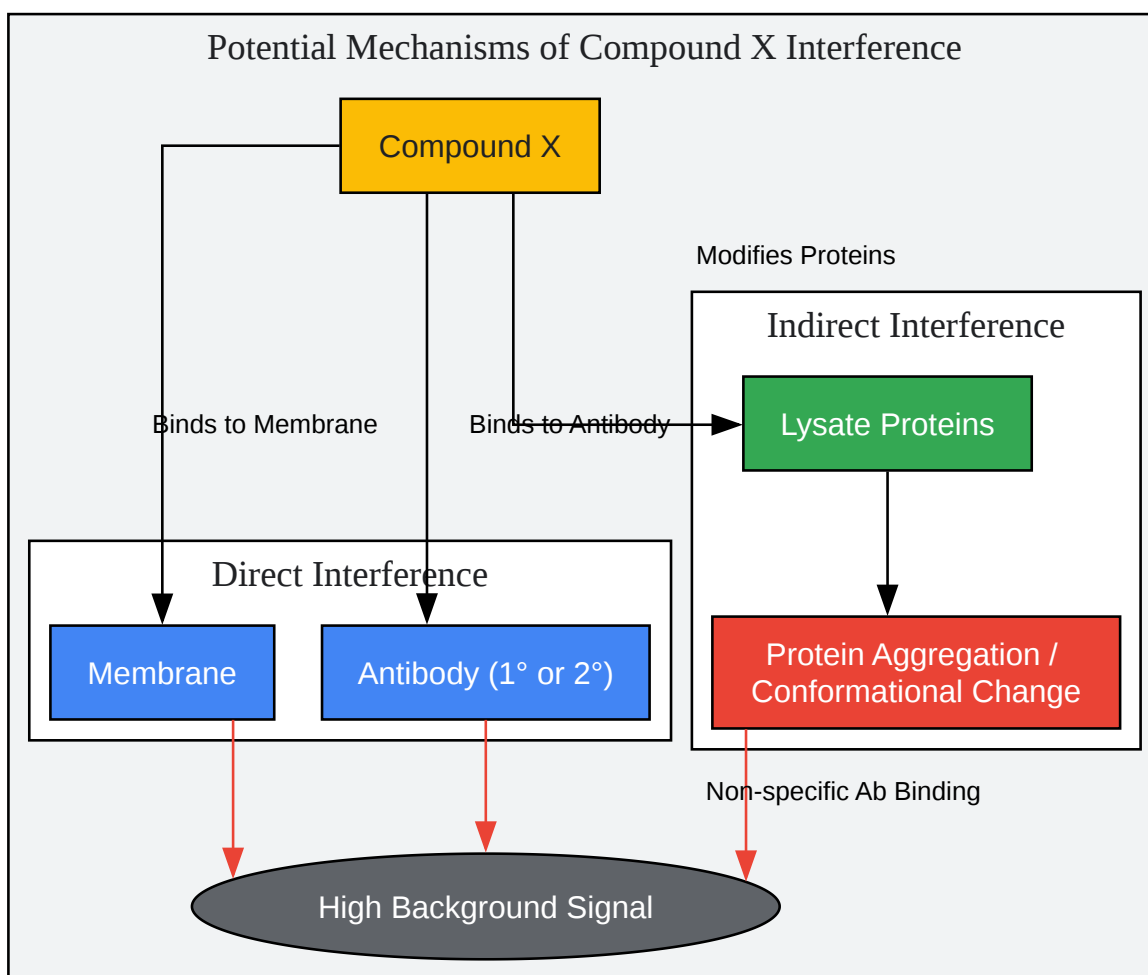 Potential Mechanisms of Compound X Interference
Compound X
Modifies Proteins
Indirect Interference
Binds to Membrane
Binds to Antibody
Lysate Proteins
Direct Interference
Membrane
Antibody (1° or 2°)
Protein Aggregation /
Conformational Change
Non-specific Ab Binding
High Background Signal